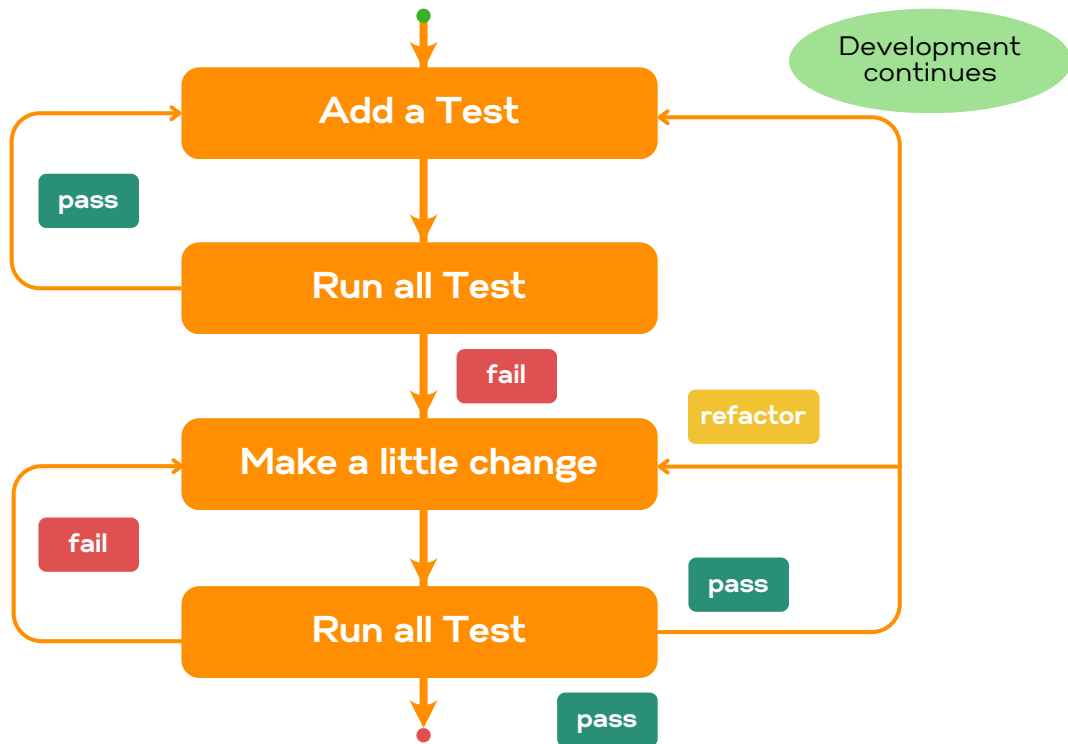 Development
continues
Add a Test
pass
Run all Test
fail
refactor
Make a little change
fail
pass
Run all Test
pass